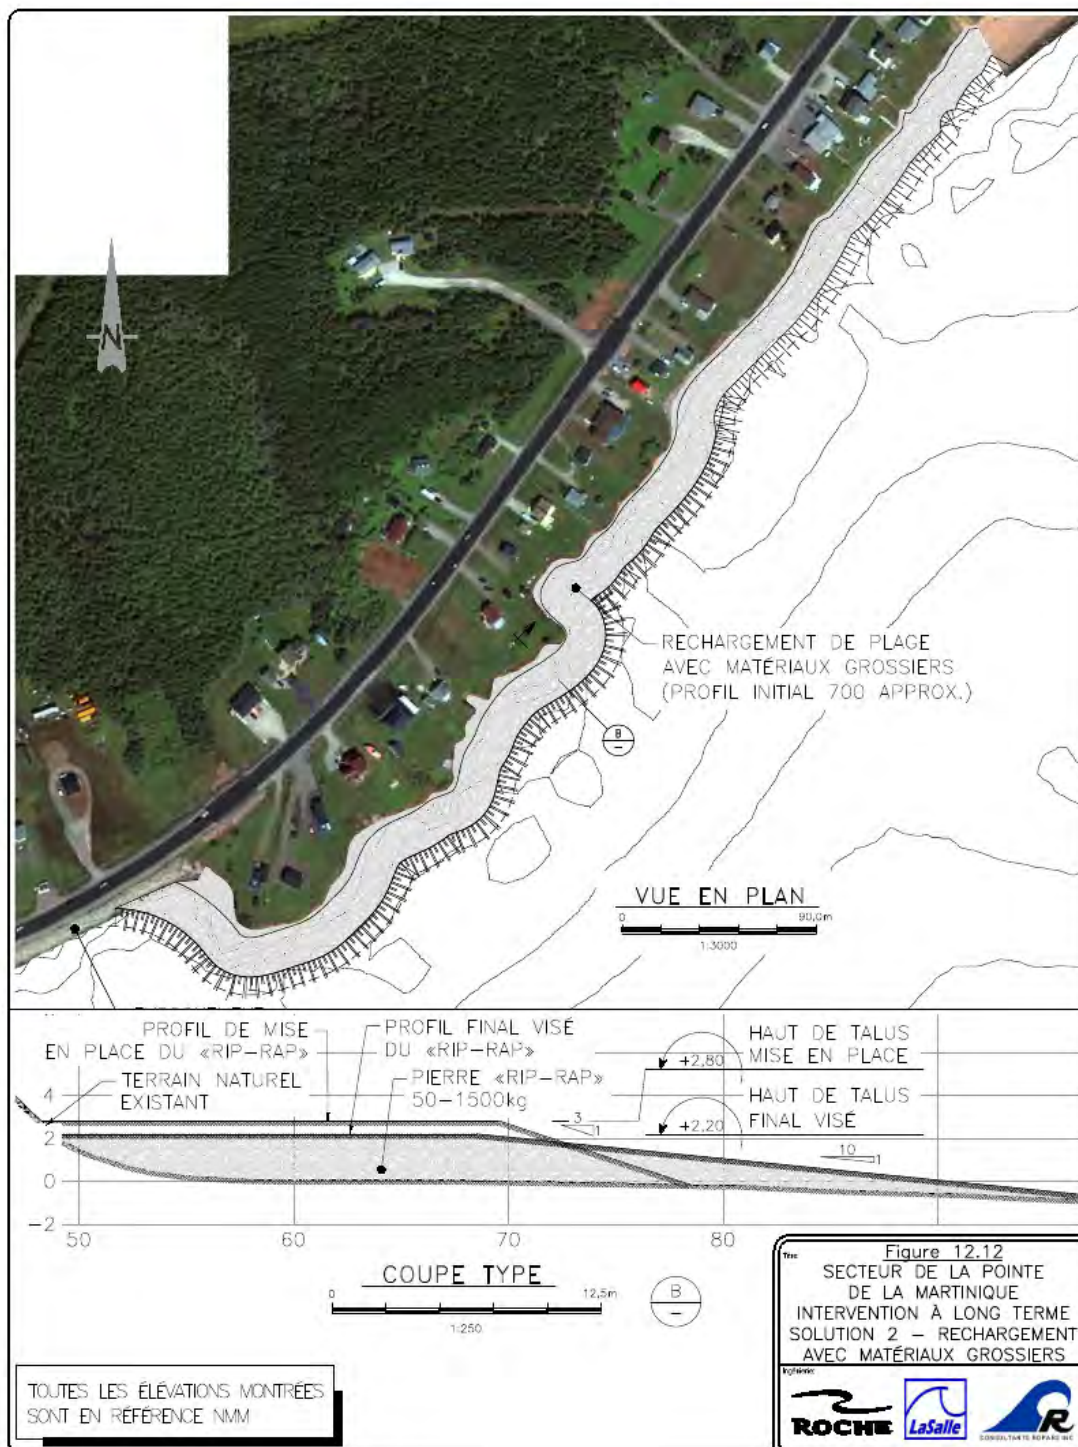 N
RECHARGEMENT DE PLAGE
AVEC MATÉRIAUX GROSSIERS
(PROFIL INITIAL 700 APPROX.)
B
–
VUE EN PLAN
0 90,0m
1:3000
PROFIL DE MISE
EN PLACE DU «RIP-RAP»
TERRAIN NATUREL
EXISTANT
PROFIL FINAL VISÉ
DU «RIP-RAP»
PIERRE «RIP-RAP»
50-1500kg
HAUT DE TALUS
MISE EN PLACE
+2,80
HAUT DE TALUS
FINAL VISÉ
+2,20
3
1
10
1
4
2
0
-2
50 60 70 80
COUPE TYPE
0 12,5m
1:250
B
–
TOUTES LES ÉLÉVATIONS MONTRÉES
SONT EN RÉFÉRENCE NMM
Titre:
Figure 12.12
SECTEUR DE LA POINTE
DE LA MARTINIQUE
INTERVENTION À LONG TERME
SOLUTION 2 – RECHARGEMENT
AVEC MATÉRIAUX GROSSIERS
Ingénierie:
ROCHE
LaSalle
R
CONSULTANTS ROPARS INC.